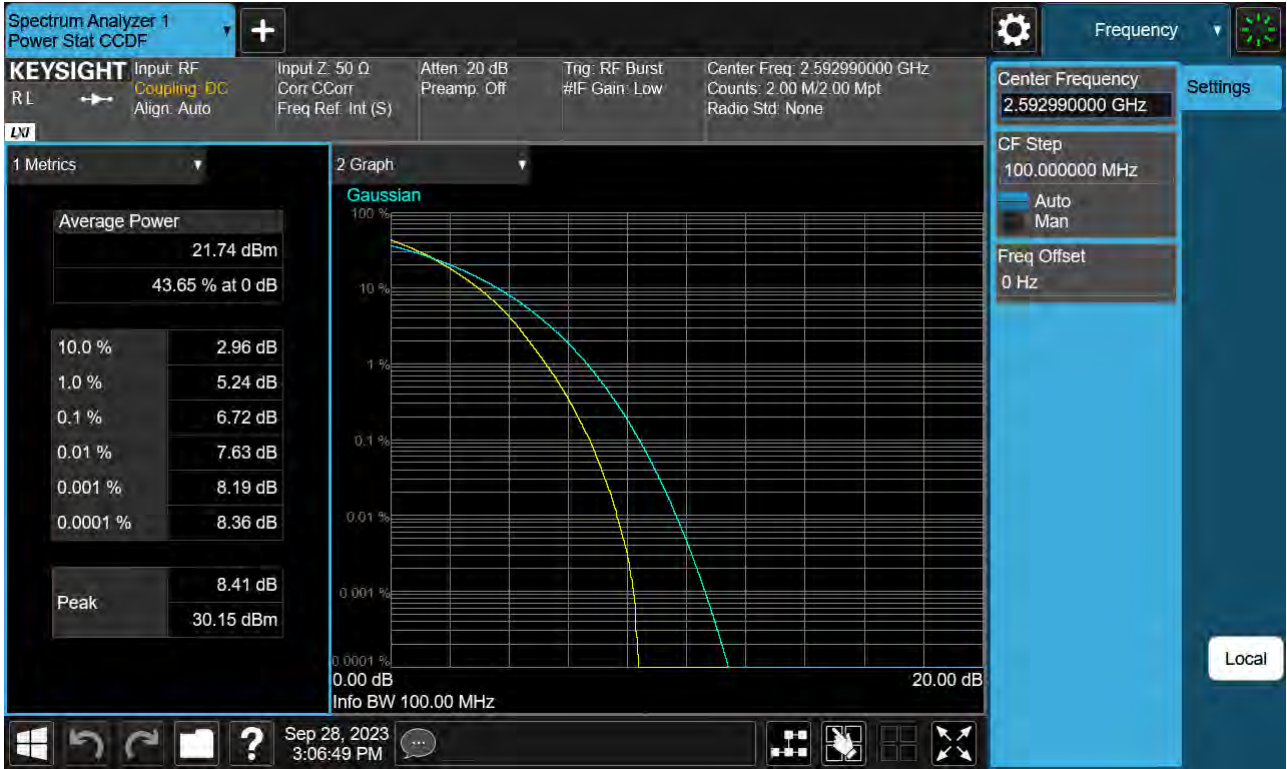 Spectrum Analyzer 1
Power Stat CCDF
+
Frequency
KEYSIGHT
R L
LXI
Input: RF
Coupling: DC
Align: Auto
Input Z: 50 Ω
Corr CCorr
Freq Ref: Int (S)
Atten: 20 dB
Preamp: Off
Trig: RF Burst
#IF Gain: Low
Center Freq: 2.592990000 GHz
Counts: 2.00 M/2.00 Mpt
Radio Std: None
Center Frequency
2.592990000 GHz
Settings
CF Step
100.000000 MHz
Auto
Man
Freq Offset
0 Hz
1 Metrics
Average Power
21.74 dBm
43.65 % at 0 dB
10.0 % 2.96 dB
1.0 % 5.24 dB
0.1 % 6.72 dB
0.01 % 7.63 dB
0.001 % 8.19 dB
0.0001 % 8.36 dB
Peak
8.41 dB
30.15 dBm
2 Graph
Gaussian
100 %
10 %
1 %
0.1 %
0.01 %
0.001 %
0.0001 %
0.00 dB 20.00 dB
Info BW 100.00 MHz
Local
?
Sep 28, 2023
3:06:49 PM